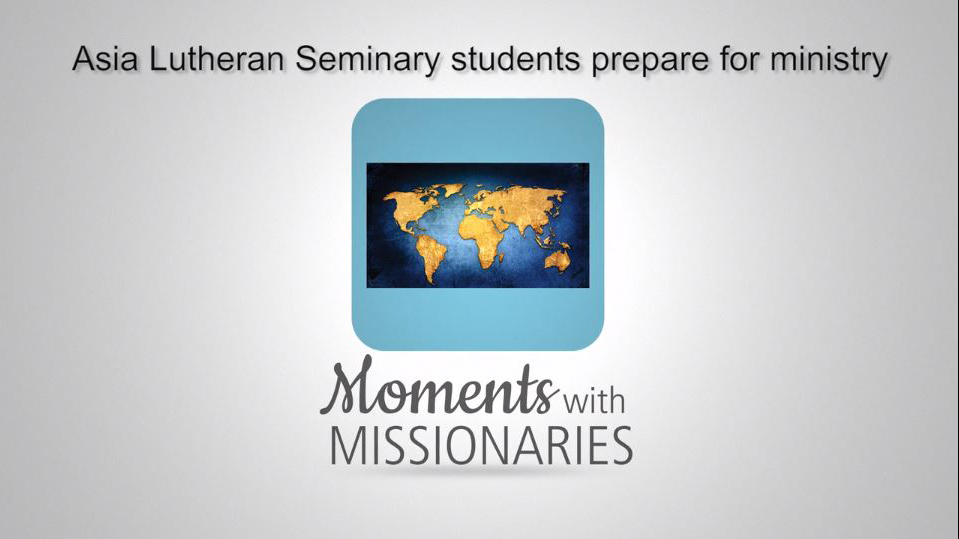 Asia Lutheran Seminary students prepare for ministry
Moments with
MISSIONARIES